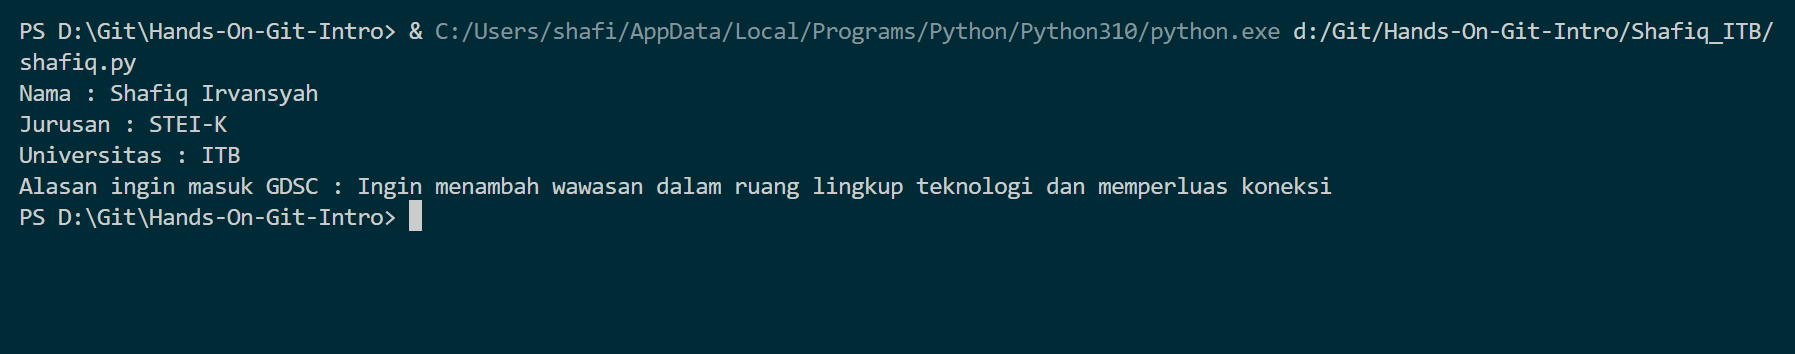 PS D:\Git\Hands-On-Git-Intro> & C:/Users/shafi/AppData/Local/Programs/Python/Python310/python.exe d:/Git/Hands-On-Git-Intro/Shafiq_ITB/
shafiq.py
Nama : Shafiq Irvansyah
Jurusan : STEI-K
Universitas : ITB
Alasan ingin masuk GDSC : Ingin menambah wawasan dalam ruang lingkup teknologi dan memperluas koneksi
PS D:\Git\Hands-On-Git-Intro>